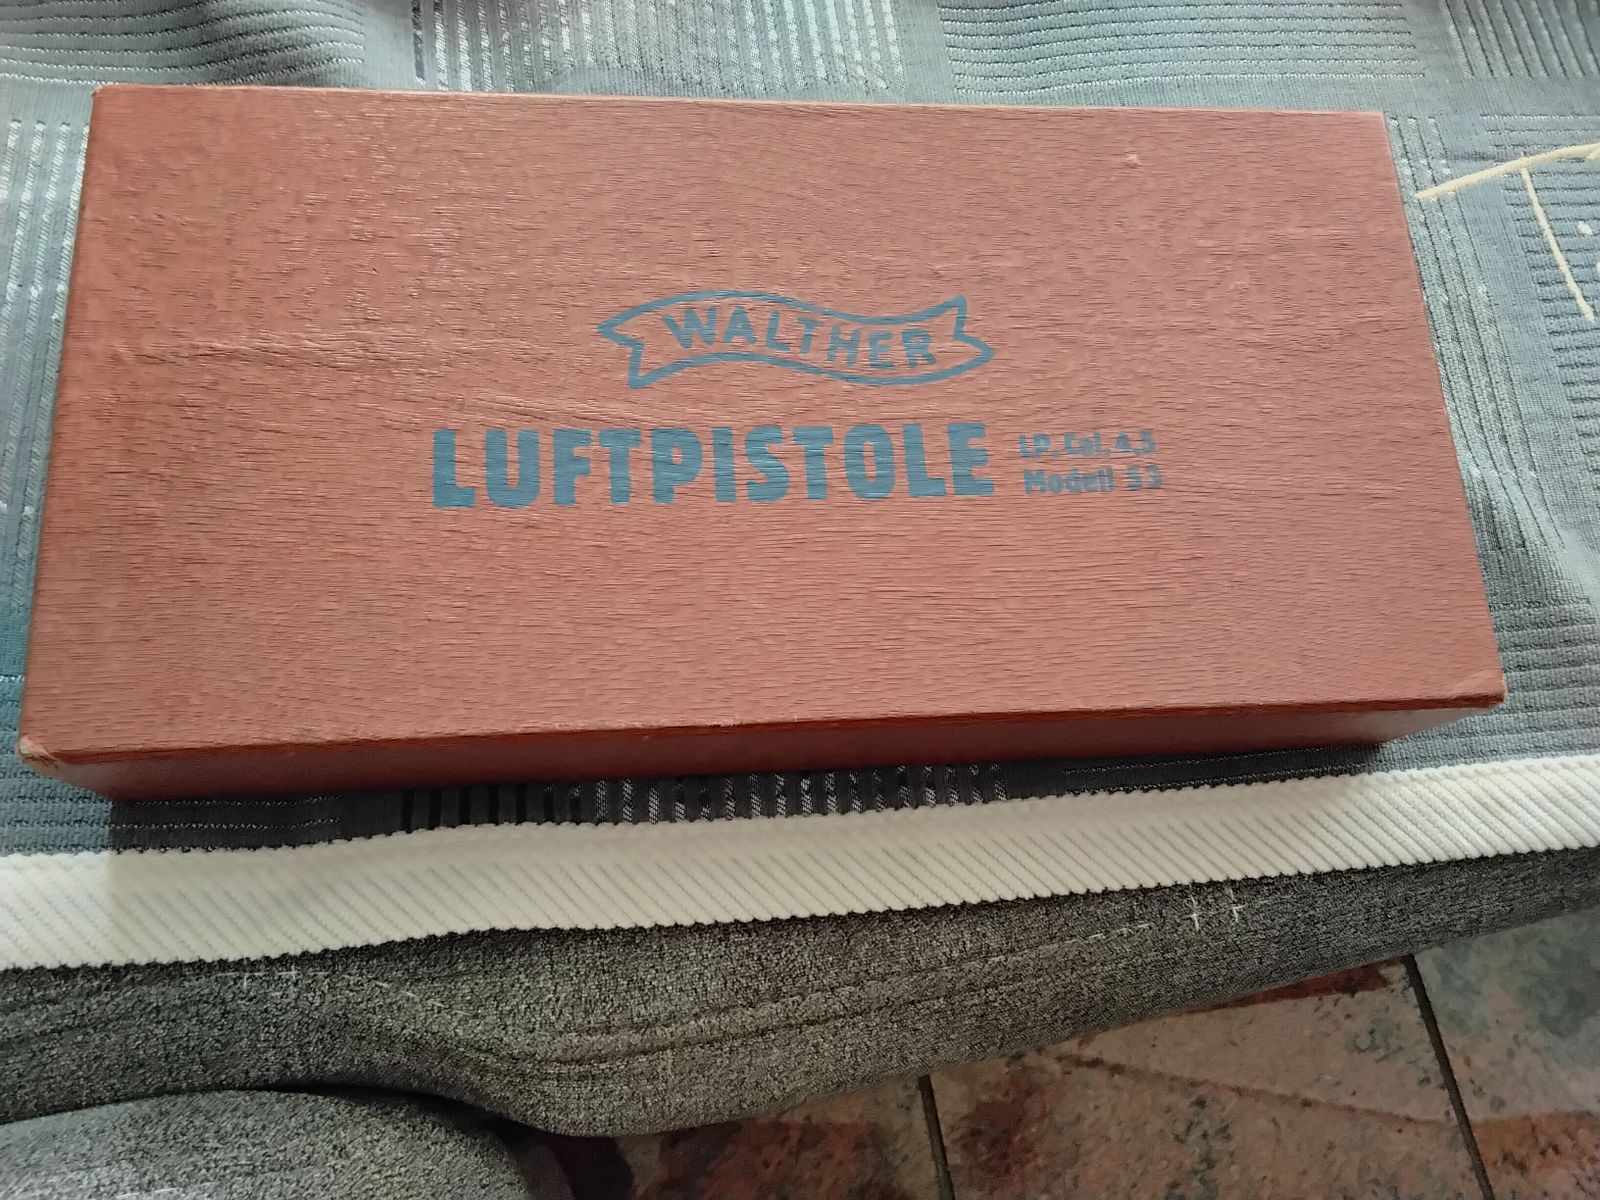 WALTHER
LUFTPISTOLE
LP. Cal. 4,5
Modell 53